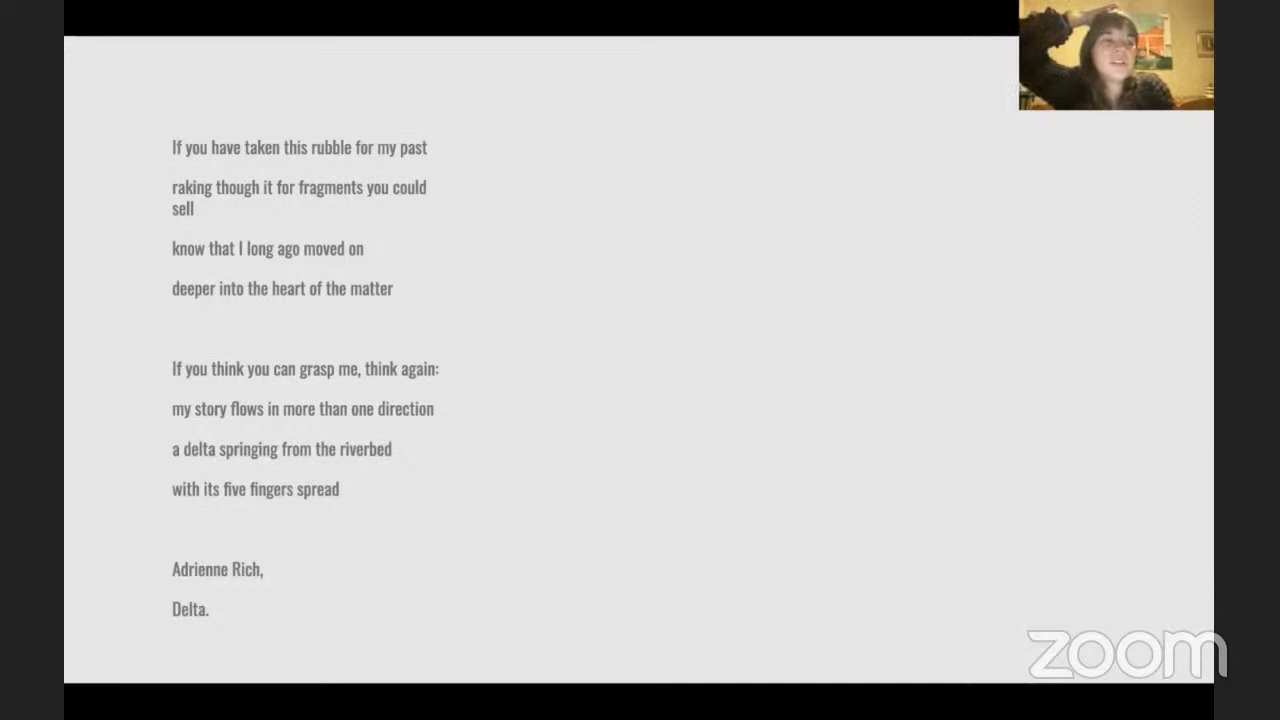 If you have taken this rubble for my past
raking though it for fragments you could
sell
know that I long ago moved on
deeper into the heart of the matter
If you think you can grasp me, think again:
my story flows in more than one direction
a delta springing from the riverbed
with its five fingers spread
Adrienne Rich,
Delta.
zoom